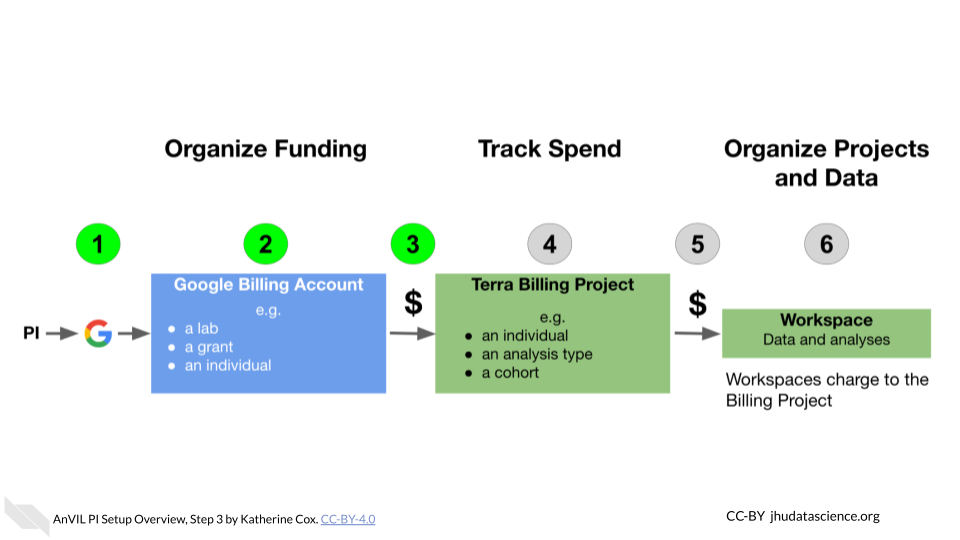 Organize Funding
Track Spend
Organize Projects
and Data
1
2
3
4
5
6
PI
G
Google Billing Account
e.g.
● a lab
● a grant
● an individual
$
Terra Billing Project
e.g.
● an individual
● an analysis type
● a cohort
$
Workspace
Data and analyses
Workspaces charge to the
Billing Project
AnVIL PI Setup Overview, Step 3 by Katherine Cox. CC-BY-4.0
CC-BY jhudatascience.org